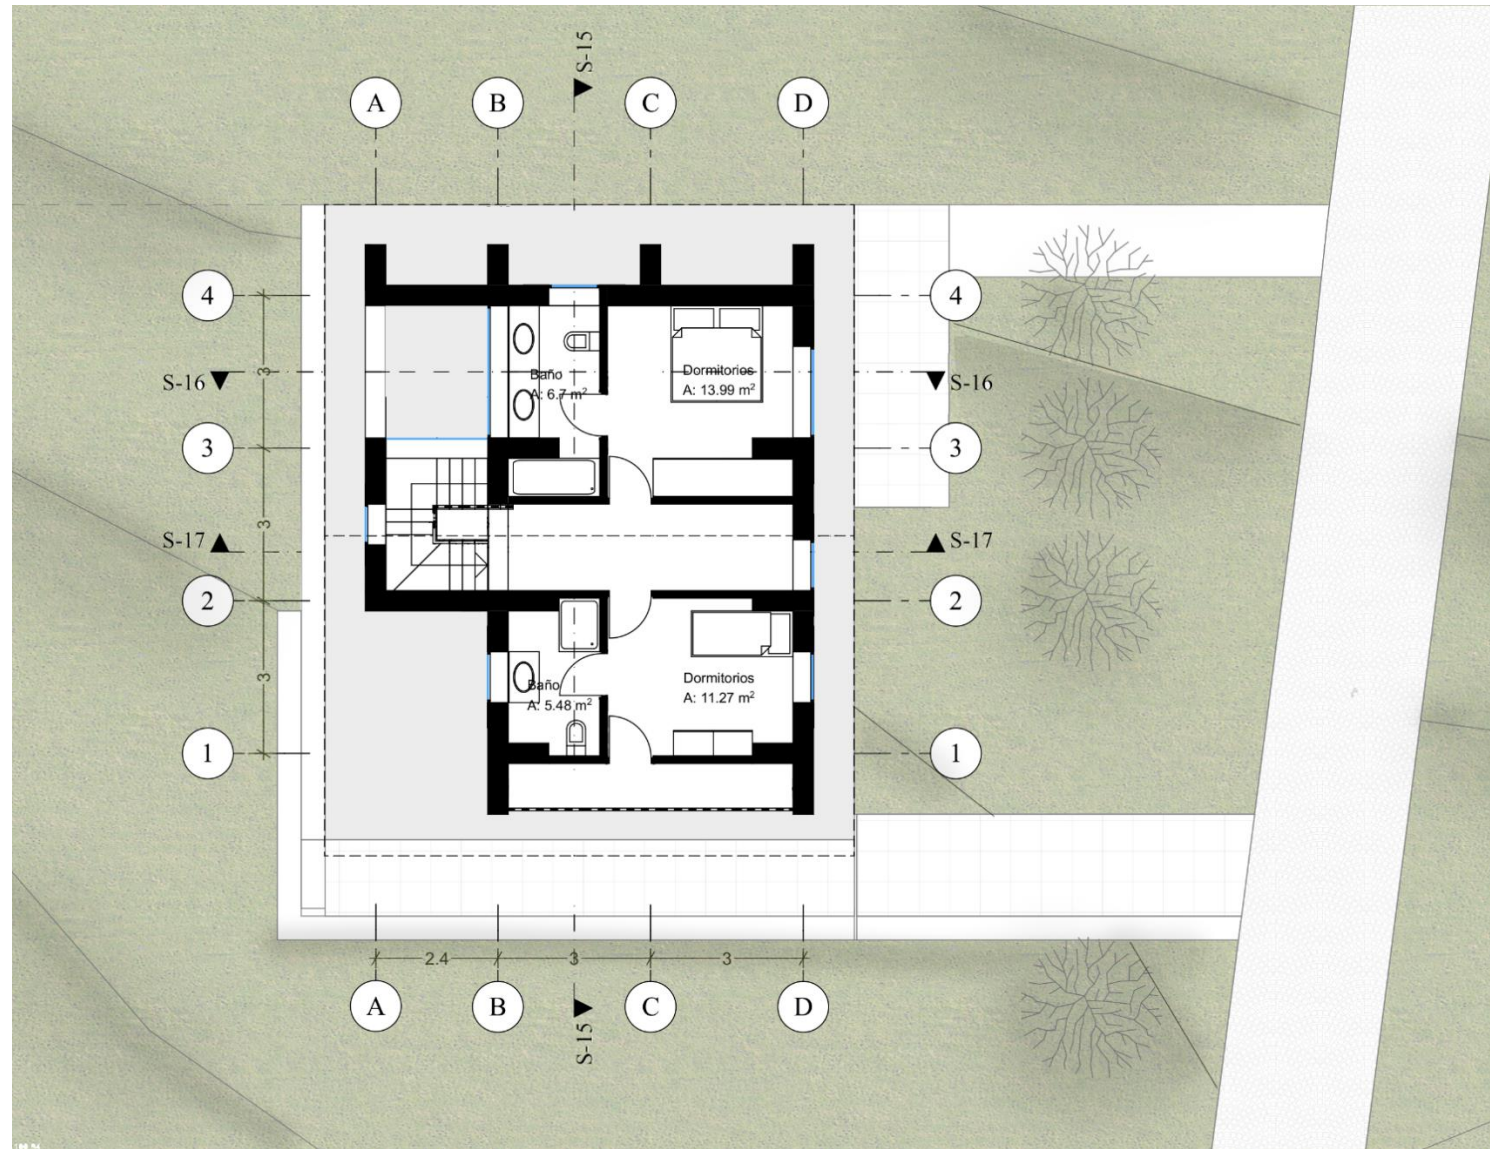 S-15
A
B
C
D
4
4
S-16
3
S-16
Baño
A: 6.7 m²
Dormitorios
A: 13.99 m²
3
3
3
S-17
S-17
2
2
3
Baño
A: 5.48 m²
Dormitorios
A: 11.27 m²
1
1
2.4
3
3
A
B
C
D
S-15